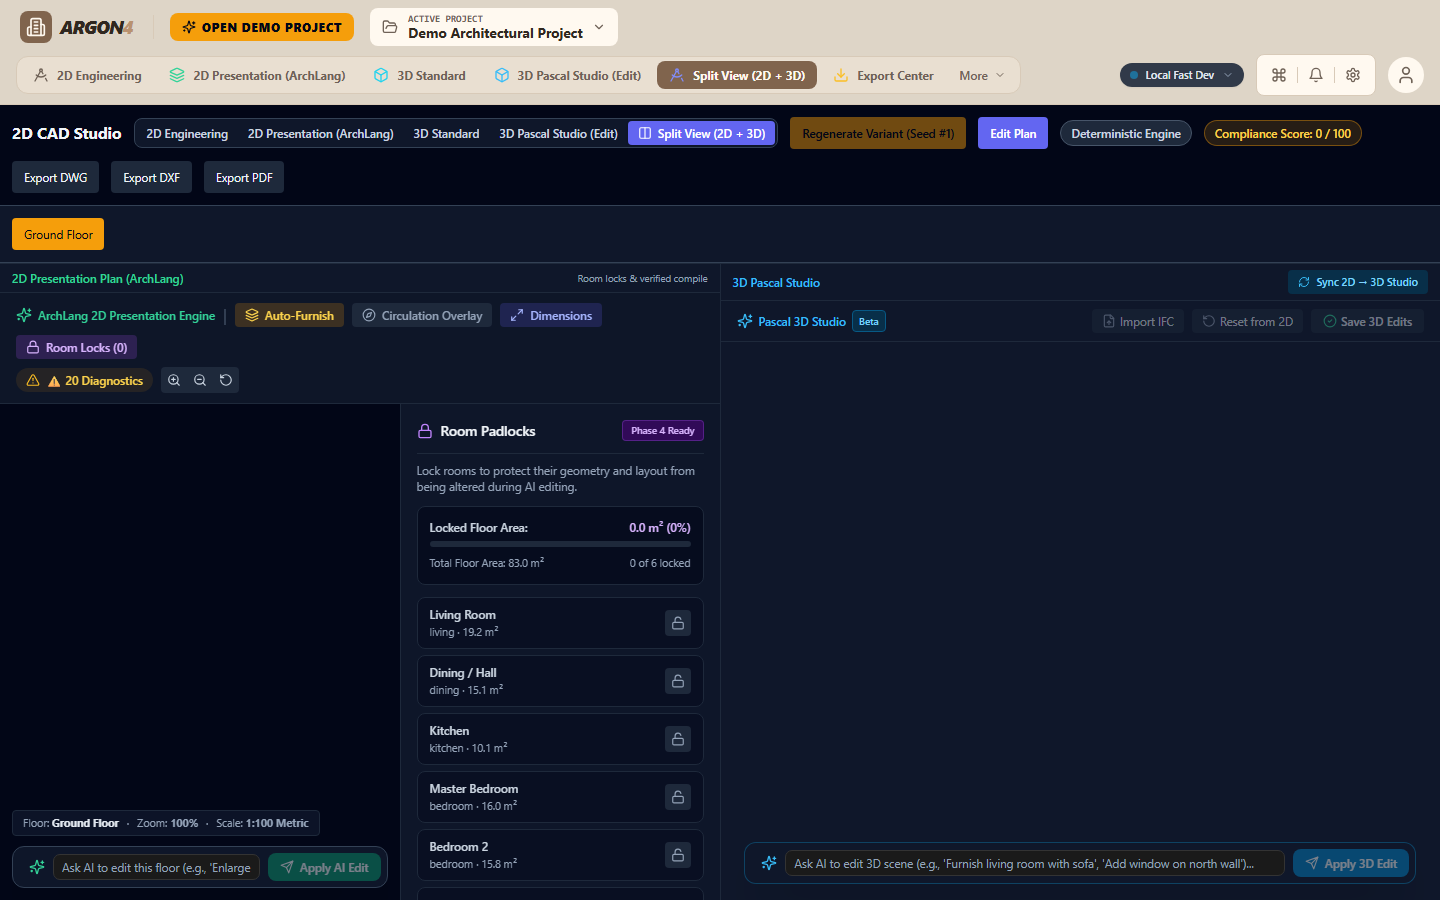 ARGON4
OPEN DEMO PROJECT
ACTIVE PROJECT
Demo Architectural Project
2D Engineering
2D Presentation (ArchLang)
3D Standard
3D Pascal Studio (Edit)
Split View (2D + 3D)
Export Center
More
Local Fast Dev
2D CAD Studio
2D Engineering
2D Presentation (ArchLang)
3D Standard
3D Pascal Studio (Edit)
Split View (2D + 3D)
Regenerate Variant (Seed #1)
Edit Plan
Deterministic Engine
Compliance Score: 0 / 100
Export DWG
Export DXF
Export PDF
Ground Floor
2D Presentation Plan (ArchLang)
Room locks & verified compile
ArchLang 2D Presentation Engine
Auto-Furnish
Circulation Overlay
Dimensions
Room Locks (0)
20 Diagnostics
Room Padlocks
Phase 4 Ready
Lock rooms to protect their geometry and layout from
being altered during AI editing.
Locked Floor Area:
0.0 m² (0%)
Total Floor Area: 83.0 m²
0 of 6 locked
Living Room
living · 19.2 m²
Dining / Hall
dining · 15.1 m²
Kitchen
kitchen · 10.1 m²
Master Bedroom
bedroom · 16.0 m²
Bedroom 2
bedroom · 15.8 m²
Floor: Ground Floor · Zoom: 100% · Scale: 1:100 Metric
Ask AI to edit this floor (e.g., 'Enlarge
Apply AI Edit
3D Pascal Studio
Sync 2D → 3D Studio
Pascal 3D Studio
Beta
Import IFC
Reset from 2D
Save 3D Edits
Ask AI to edit 3D scene (e.g., 'Furnish living room with sofa', 'Add window on north wall')...
Apply 3D Edit